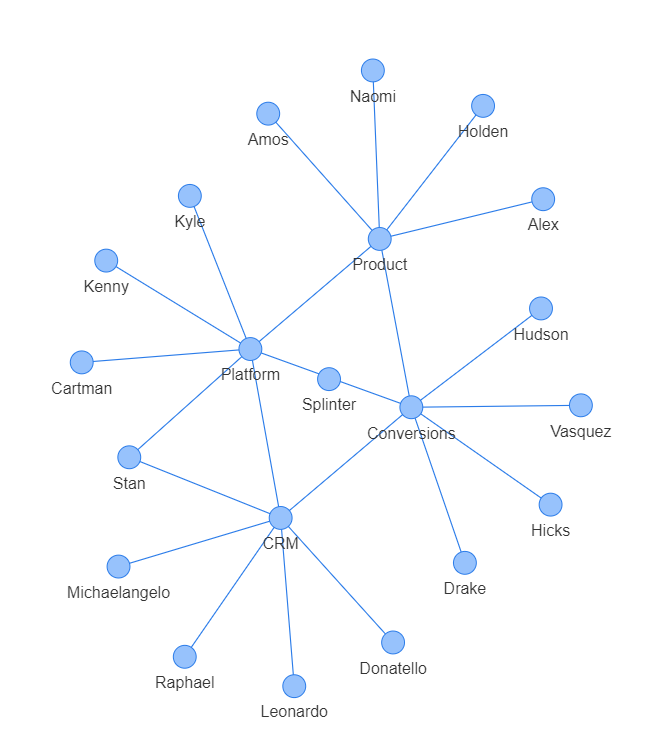 Naomi
Amos
Holden
Kyle
Alex
Product
Kenny
Hudson
Platform
Cartman
Splinter
Conversions
Vasquez
Stan
Hicks
CRM
Michaelangelo
Drake
Donatello
Raphael
Leonardo